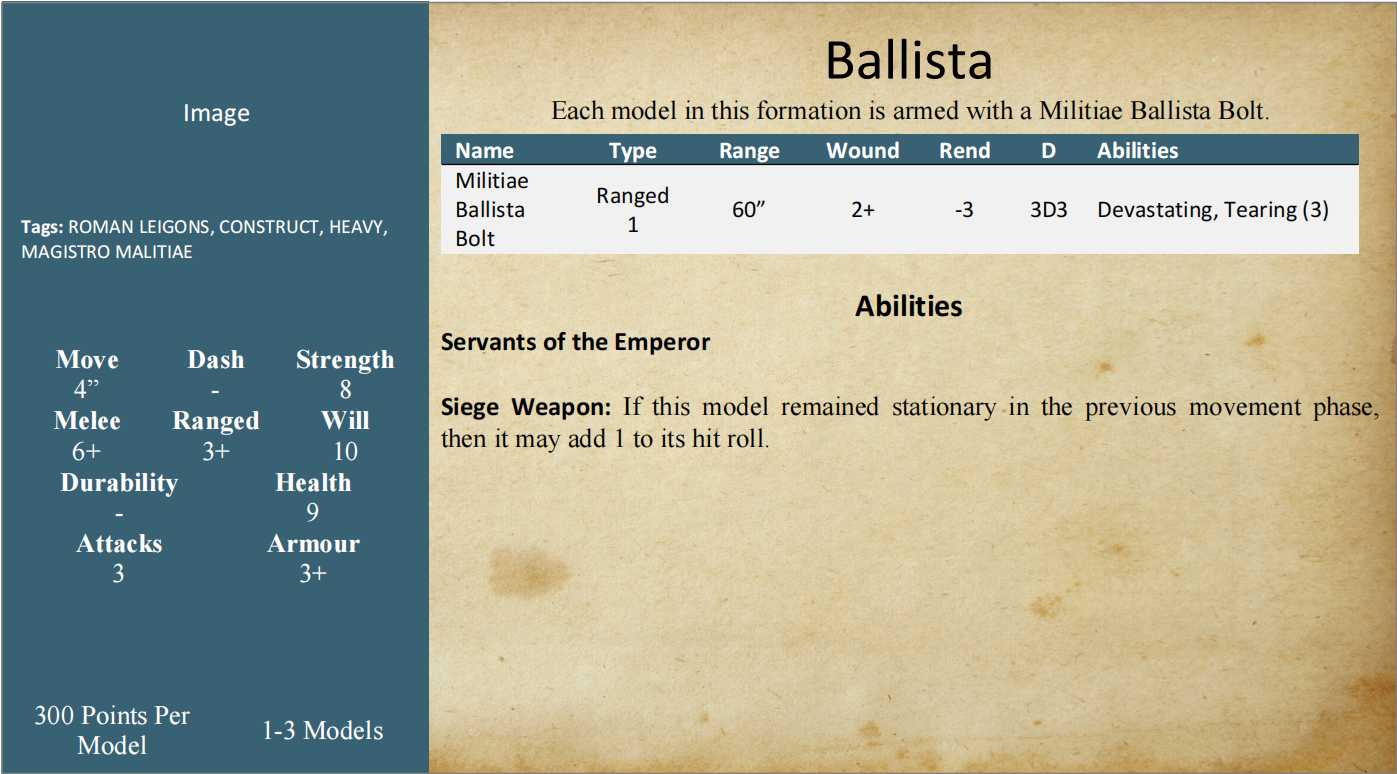 Image
Tags: ROMAN LEIGONS, CONSTRUCT, HEAVY,
MAGISTRO MALITIAE
Move Dash Strength
4” - 8
Melee Ranged Will
6+ 3+ 10
Durability Health
- 9
Attacks Armour
3 3+
300 Points Per
Model
1-3 Models
Ballista
Each model in this formation is armed with a Militiae Ballista Bolt.
Name Type Range Wound Rend D Abilities
Militiae
Ballista
Bolt
Ranged
1
60” 2+ -3 3D3 Devastating, Tearing (3)
Abilities
Servants of the Emperor
Siege Weapon: If this model remained stationary in the previous movement phase,
then it may add 1 to its hit roll.